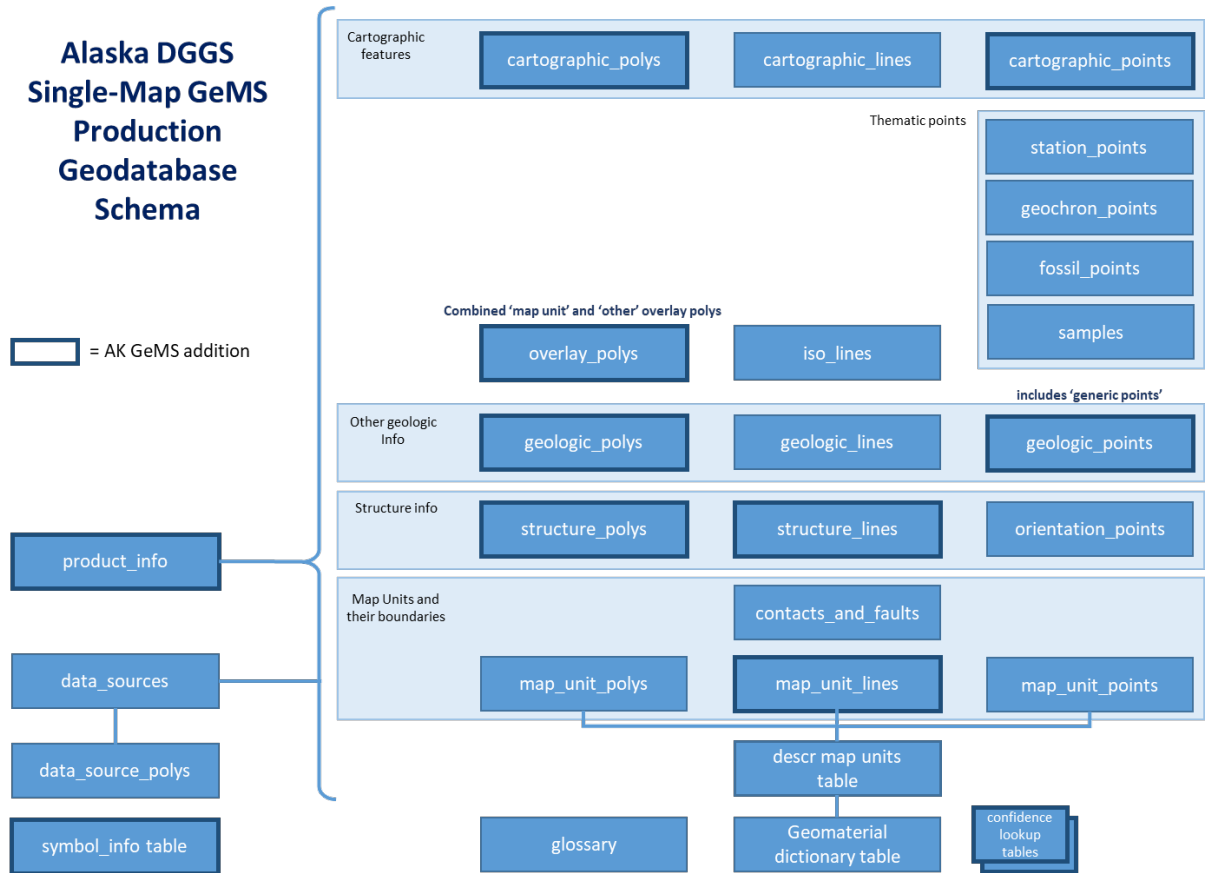 Alaska DGGS
Single-Map GeMS
Production
Geodatabase
Schema
= AK GeMS addition
Cartographic
features
cartographic_polys
cartographic_lines
cartographic_points
Thematic points
station_points
geochron_points
fossil_points
samples
Combined ‘map unit’ and ‘other’ overlay polys
overlay_polys
iso_lines
includes ‘generic points’
Other geologic
Info
geologic_polys
geologic_lines
geologic_points
Structure info
structure_polys
structure_lines
orientation_points
product_info
Map Units and
their boundaries
contacts_and_faults
data_sources
map_unit_polys
map_unit_lines
map_unit_points
data_source_polys
descr map units
table
symbol_info table
glossary
Geomaterial
dictionary table
confidence
lookup
tables